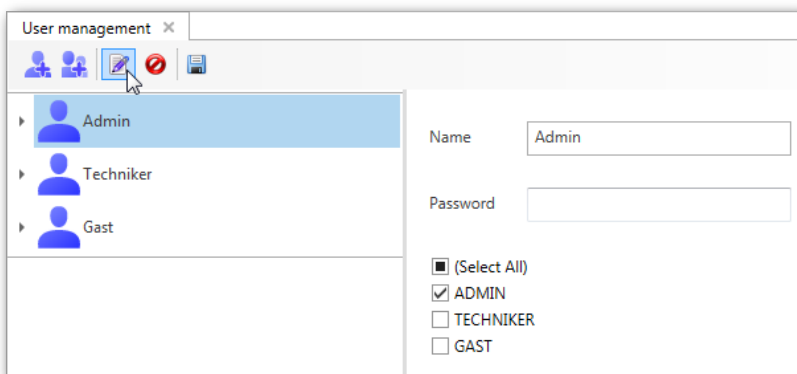 User management
Admin
Techniker
Gast
Name
Admin
Password
(Select All)
ADMIN
TECHNIKER
GAST